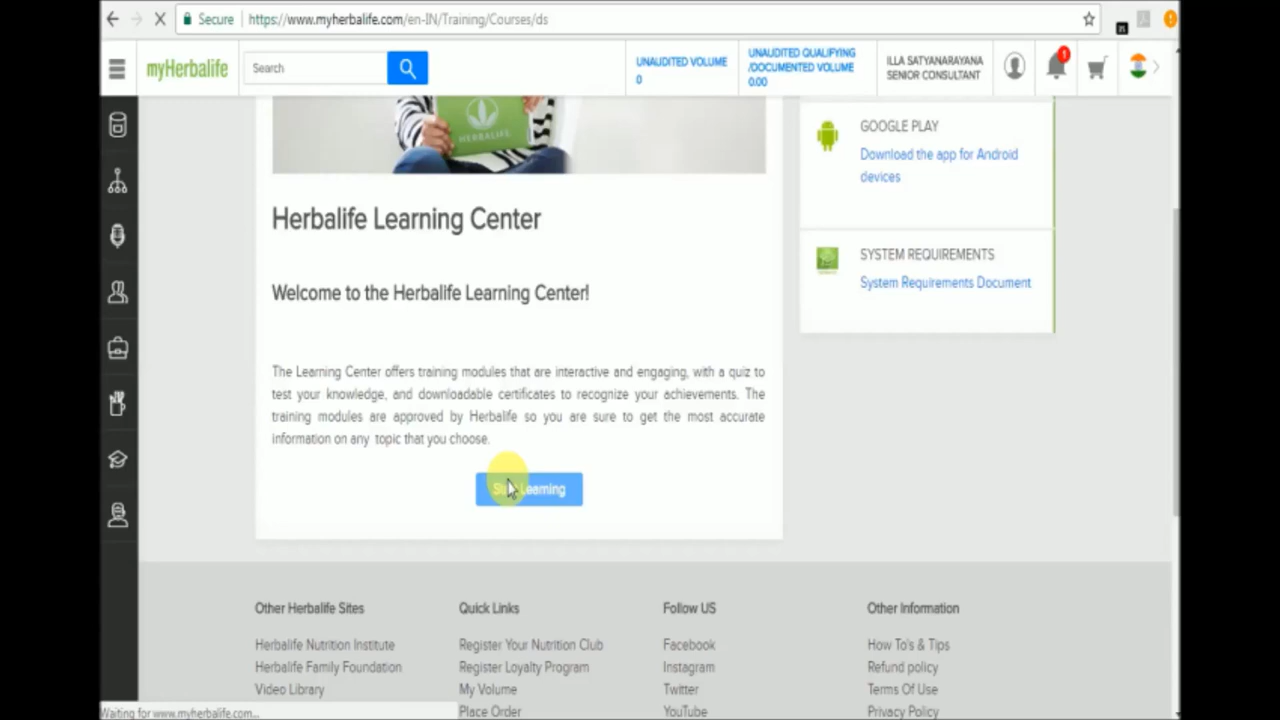 Secure https://www.myherbalife.com/en-IN/Training/Courses/ds
myHerbalife
Search
UNAUDITED VOLUME
0
UNAUDITED QUALIFYING
/DOCUMENTED VOLUME
0.00
ILLA SATYANARAYANA
SENIOR CONSULTANT
1
HERBALIFE
GOOGLE PLAY
Download the app for Android
devices
SYSTEM REQUIREMENTS
System Requirements Document
Herbalife Learning Center
Welcome to the Herbalife Learning Center!
The Learning Center offers training modules that are interactive and engaging, with a quiz to
test your knowledge, and downloadable certificates to recognize your achievements. The
training modules are approved by Herbalife so you are sure to get the most accurate
information on any topic that you choose.
Start Learning
Other Herbalife Sites
Herbalife Nutrition Institute
Herbalife Family Foundation
Video Library
Quick Links
Register Your Nutrition Club
Register Loyalty Program
My Volume
Place Order
Follow US
Facebook
Instagram
Twitter
YouTube
Other Information
How To's & Tips
Refund policy
Terms Of Use
Privacy Policy
Waiting for www.myherbalife.com...